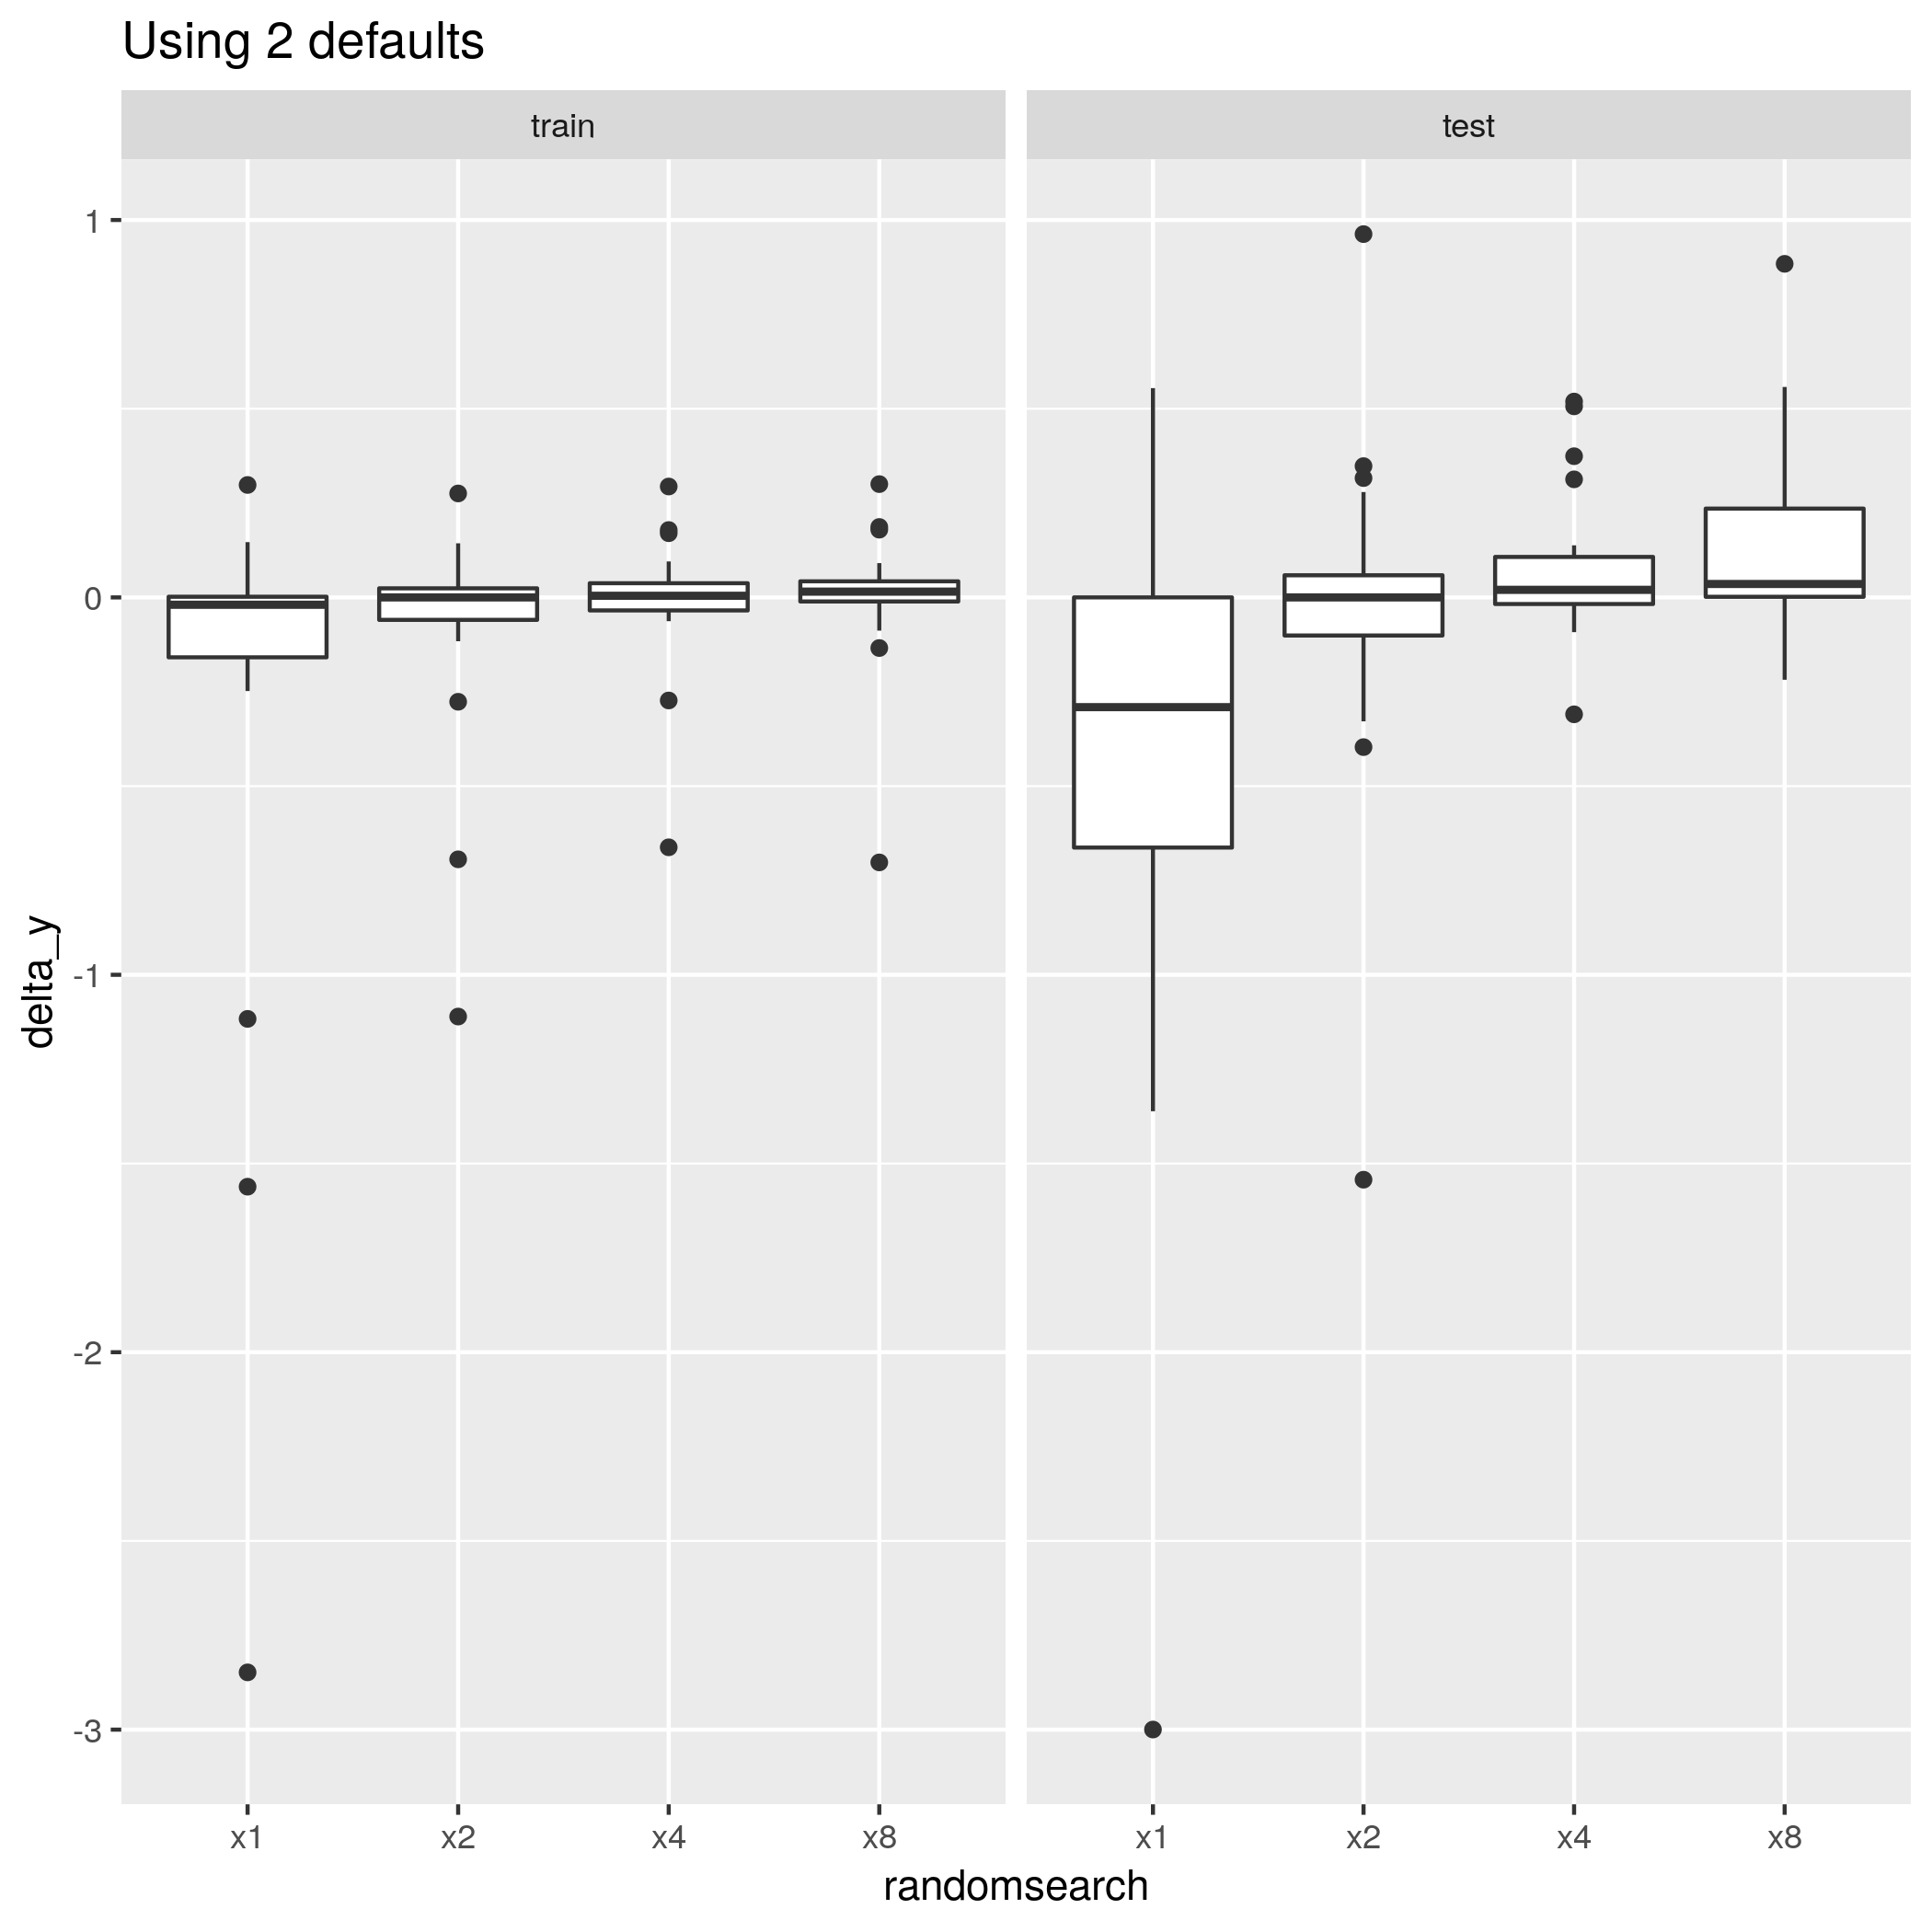 Using 2 defaults
train
test
delta_y
1
0
-1
-2
-3
x1 x2 x4 x8
x1 x2 x4 x8
randomsearch